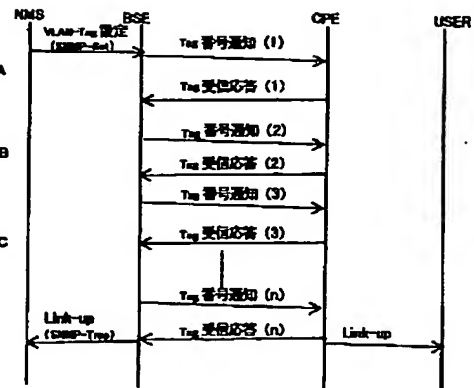 NMS BSE CPE USER
VLAN-Tag 設定
(SNMP-Set)
Tag 番号通知 (1)
A
Tag 受信応答 (1)
Tag 番号通知 (2)
B
Tag 受信応答 (2)
Tag 番号通知 (3)
C
Tag 受信応答 (3)
Tag 番号通知 (n)
Link-up
(SNMP-Trap)
Tag 受信応答 (n)
Link-up